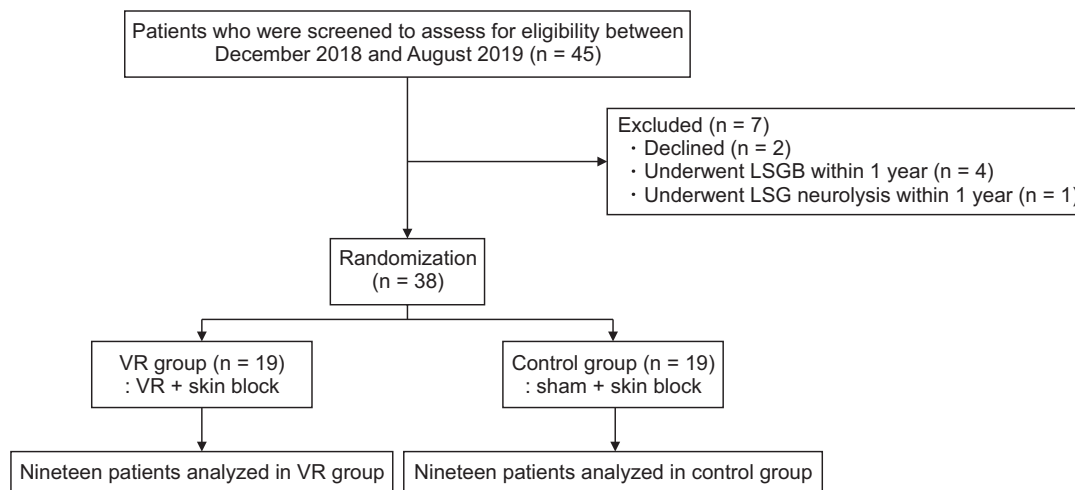 Patients who were screened to assess for eligibility between
December 2018 and August 2019 (n = 45)
Excluded (n = 7)
· Declined (n = 2)
· Underwent LSGB within 1 year (n = 4)
· Underwent LSG neurolysis within 1 year (n = 1)
Randomization
(n = 38)
VR group (n = 19)
: VR + skin block
Control group (n = 19)
: sham + skin block
Nineteen patients analyzed in VR group
Nineteen patients analyzed in control group